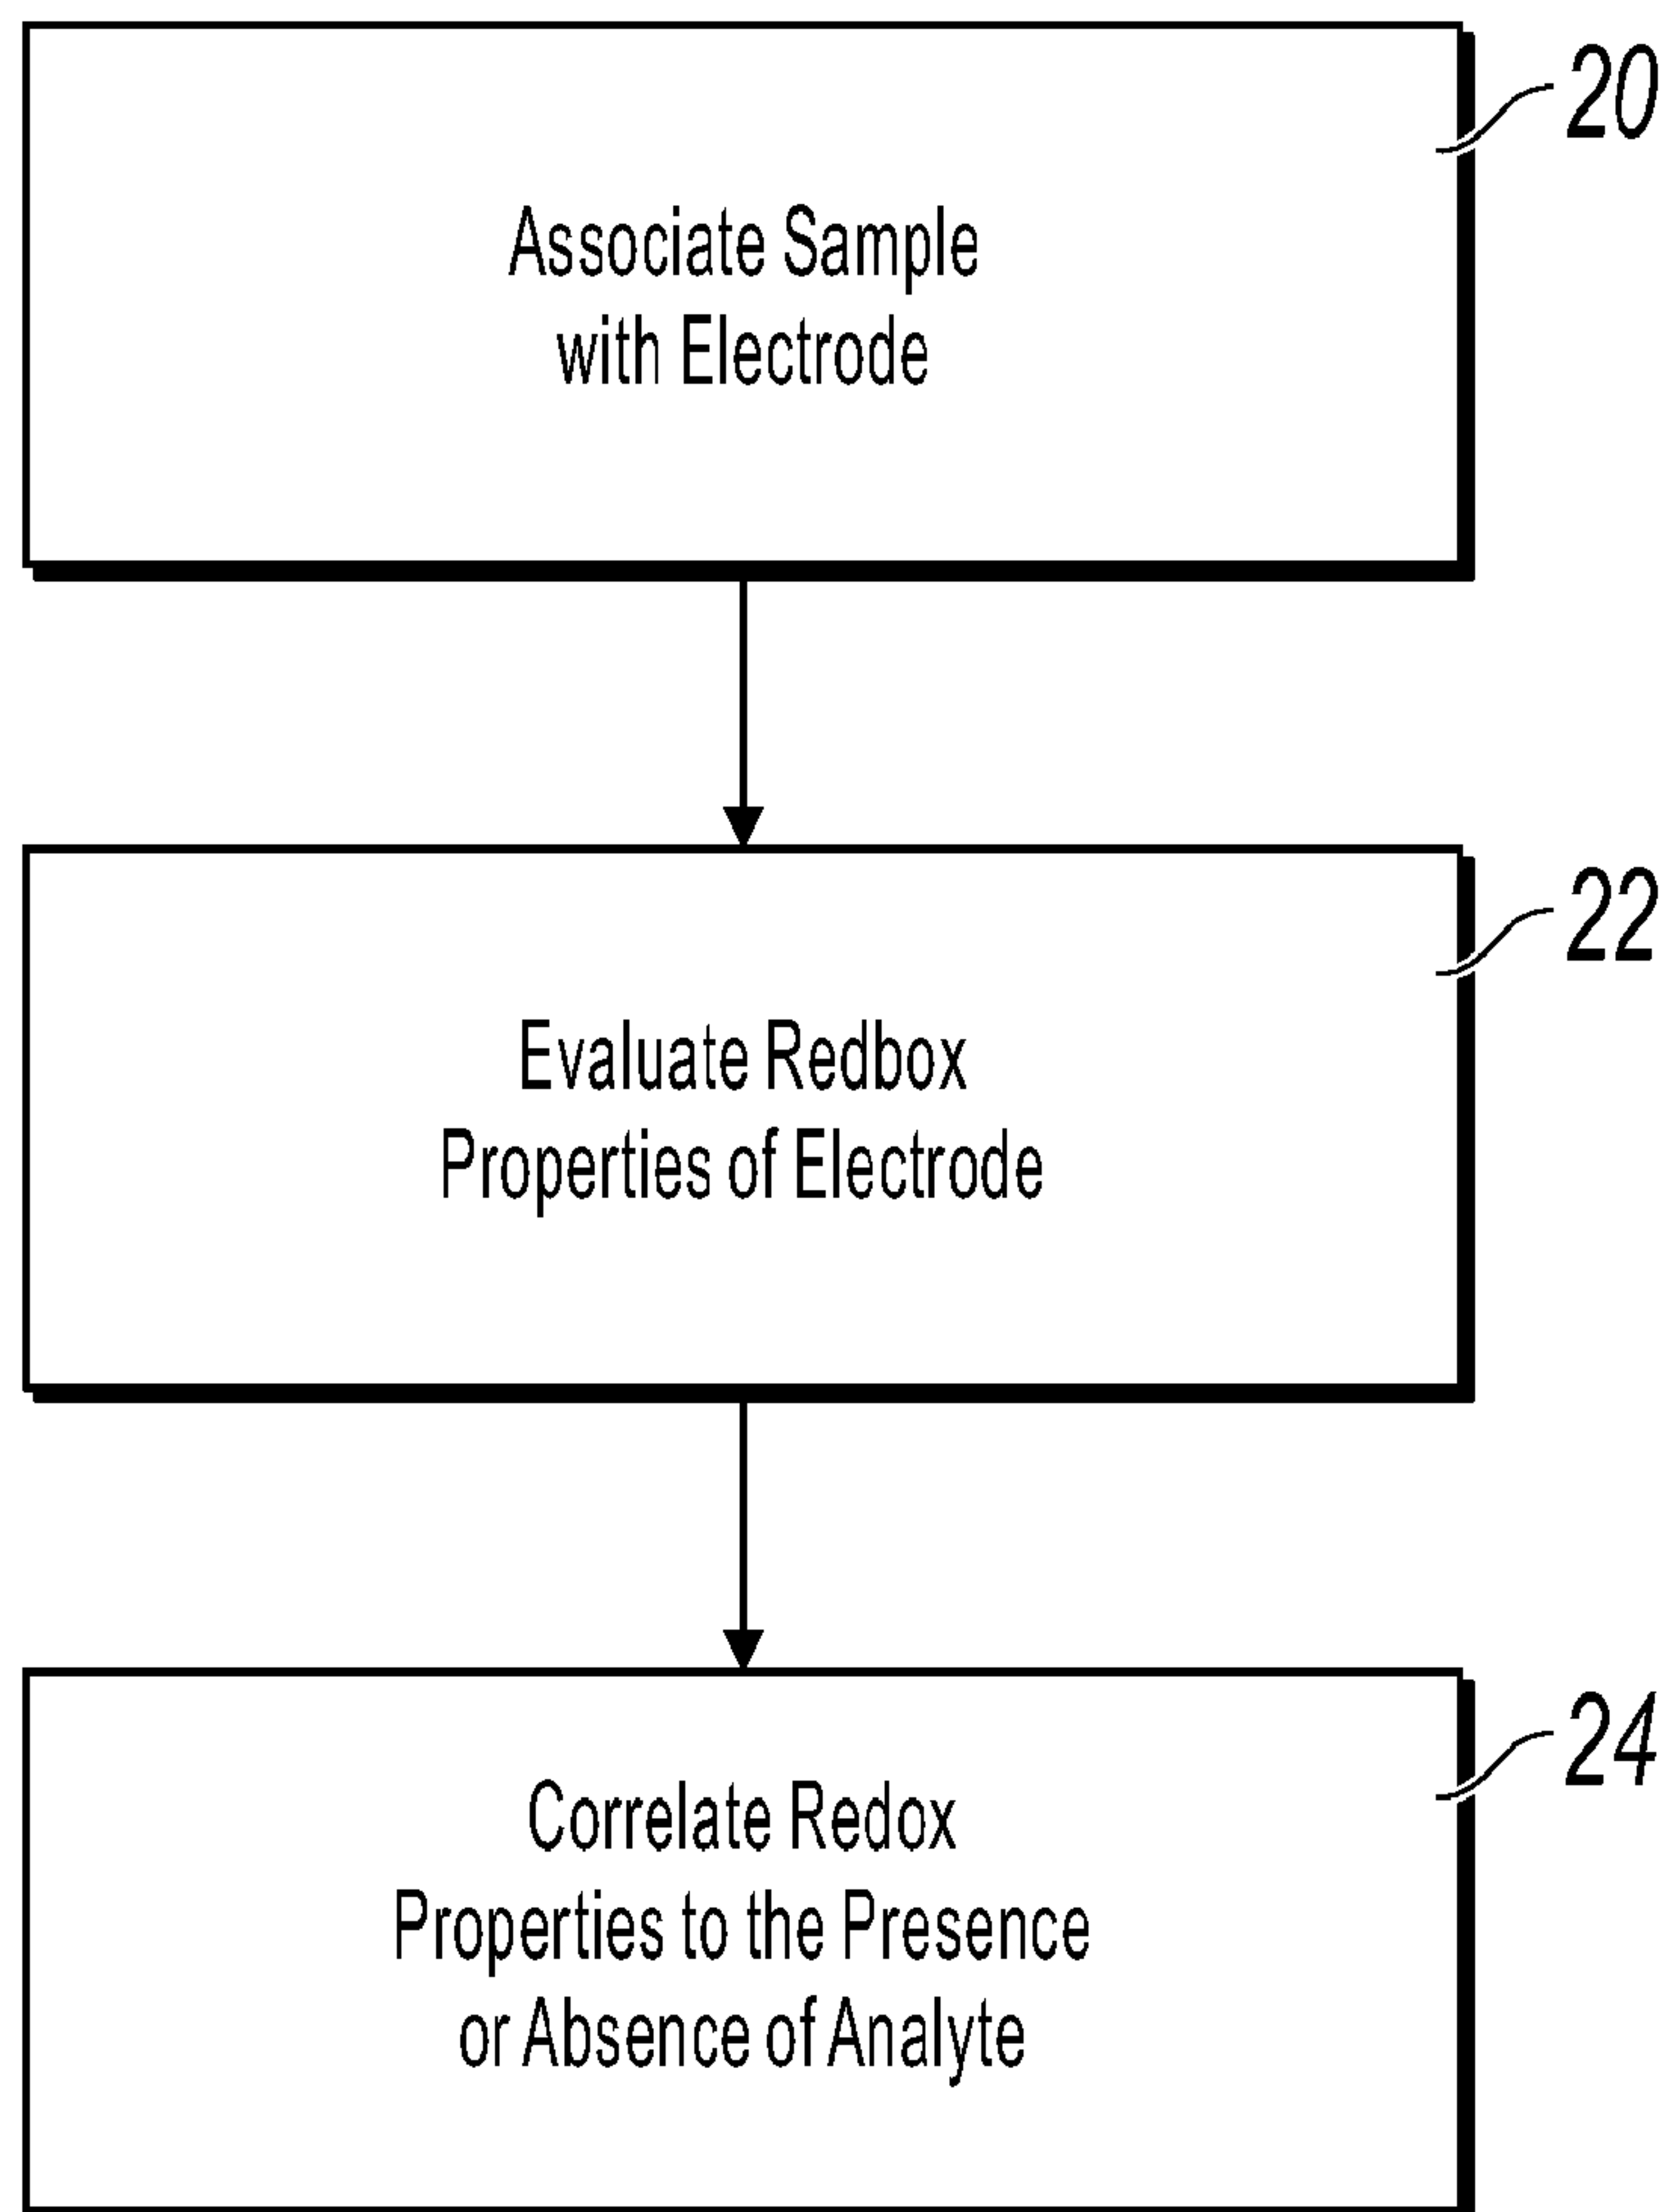 20
Associate Sample
with Electrode
22
Evaluate Redbox
Properties of Electrode
24
Correlate Redox
Properties to the Presence
or Absence of Analyte